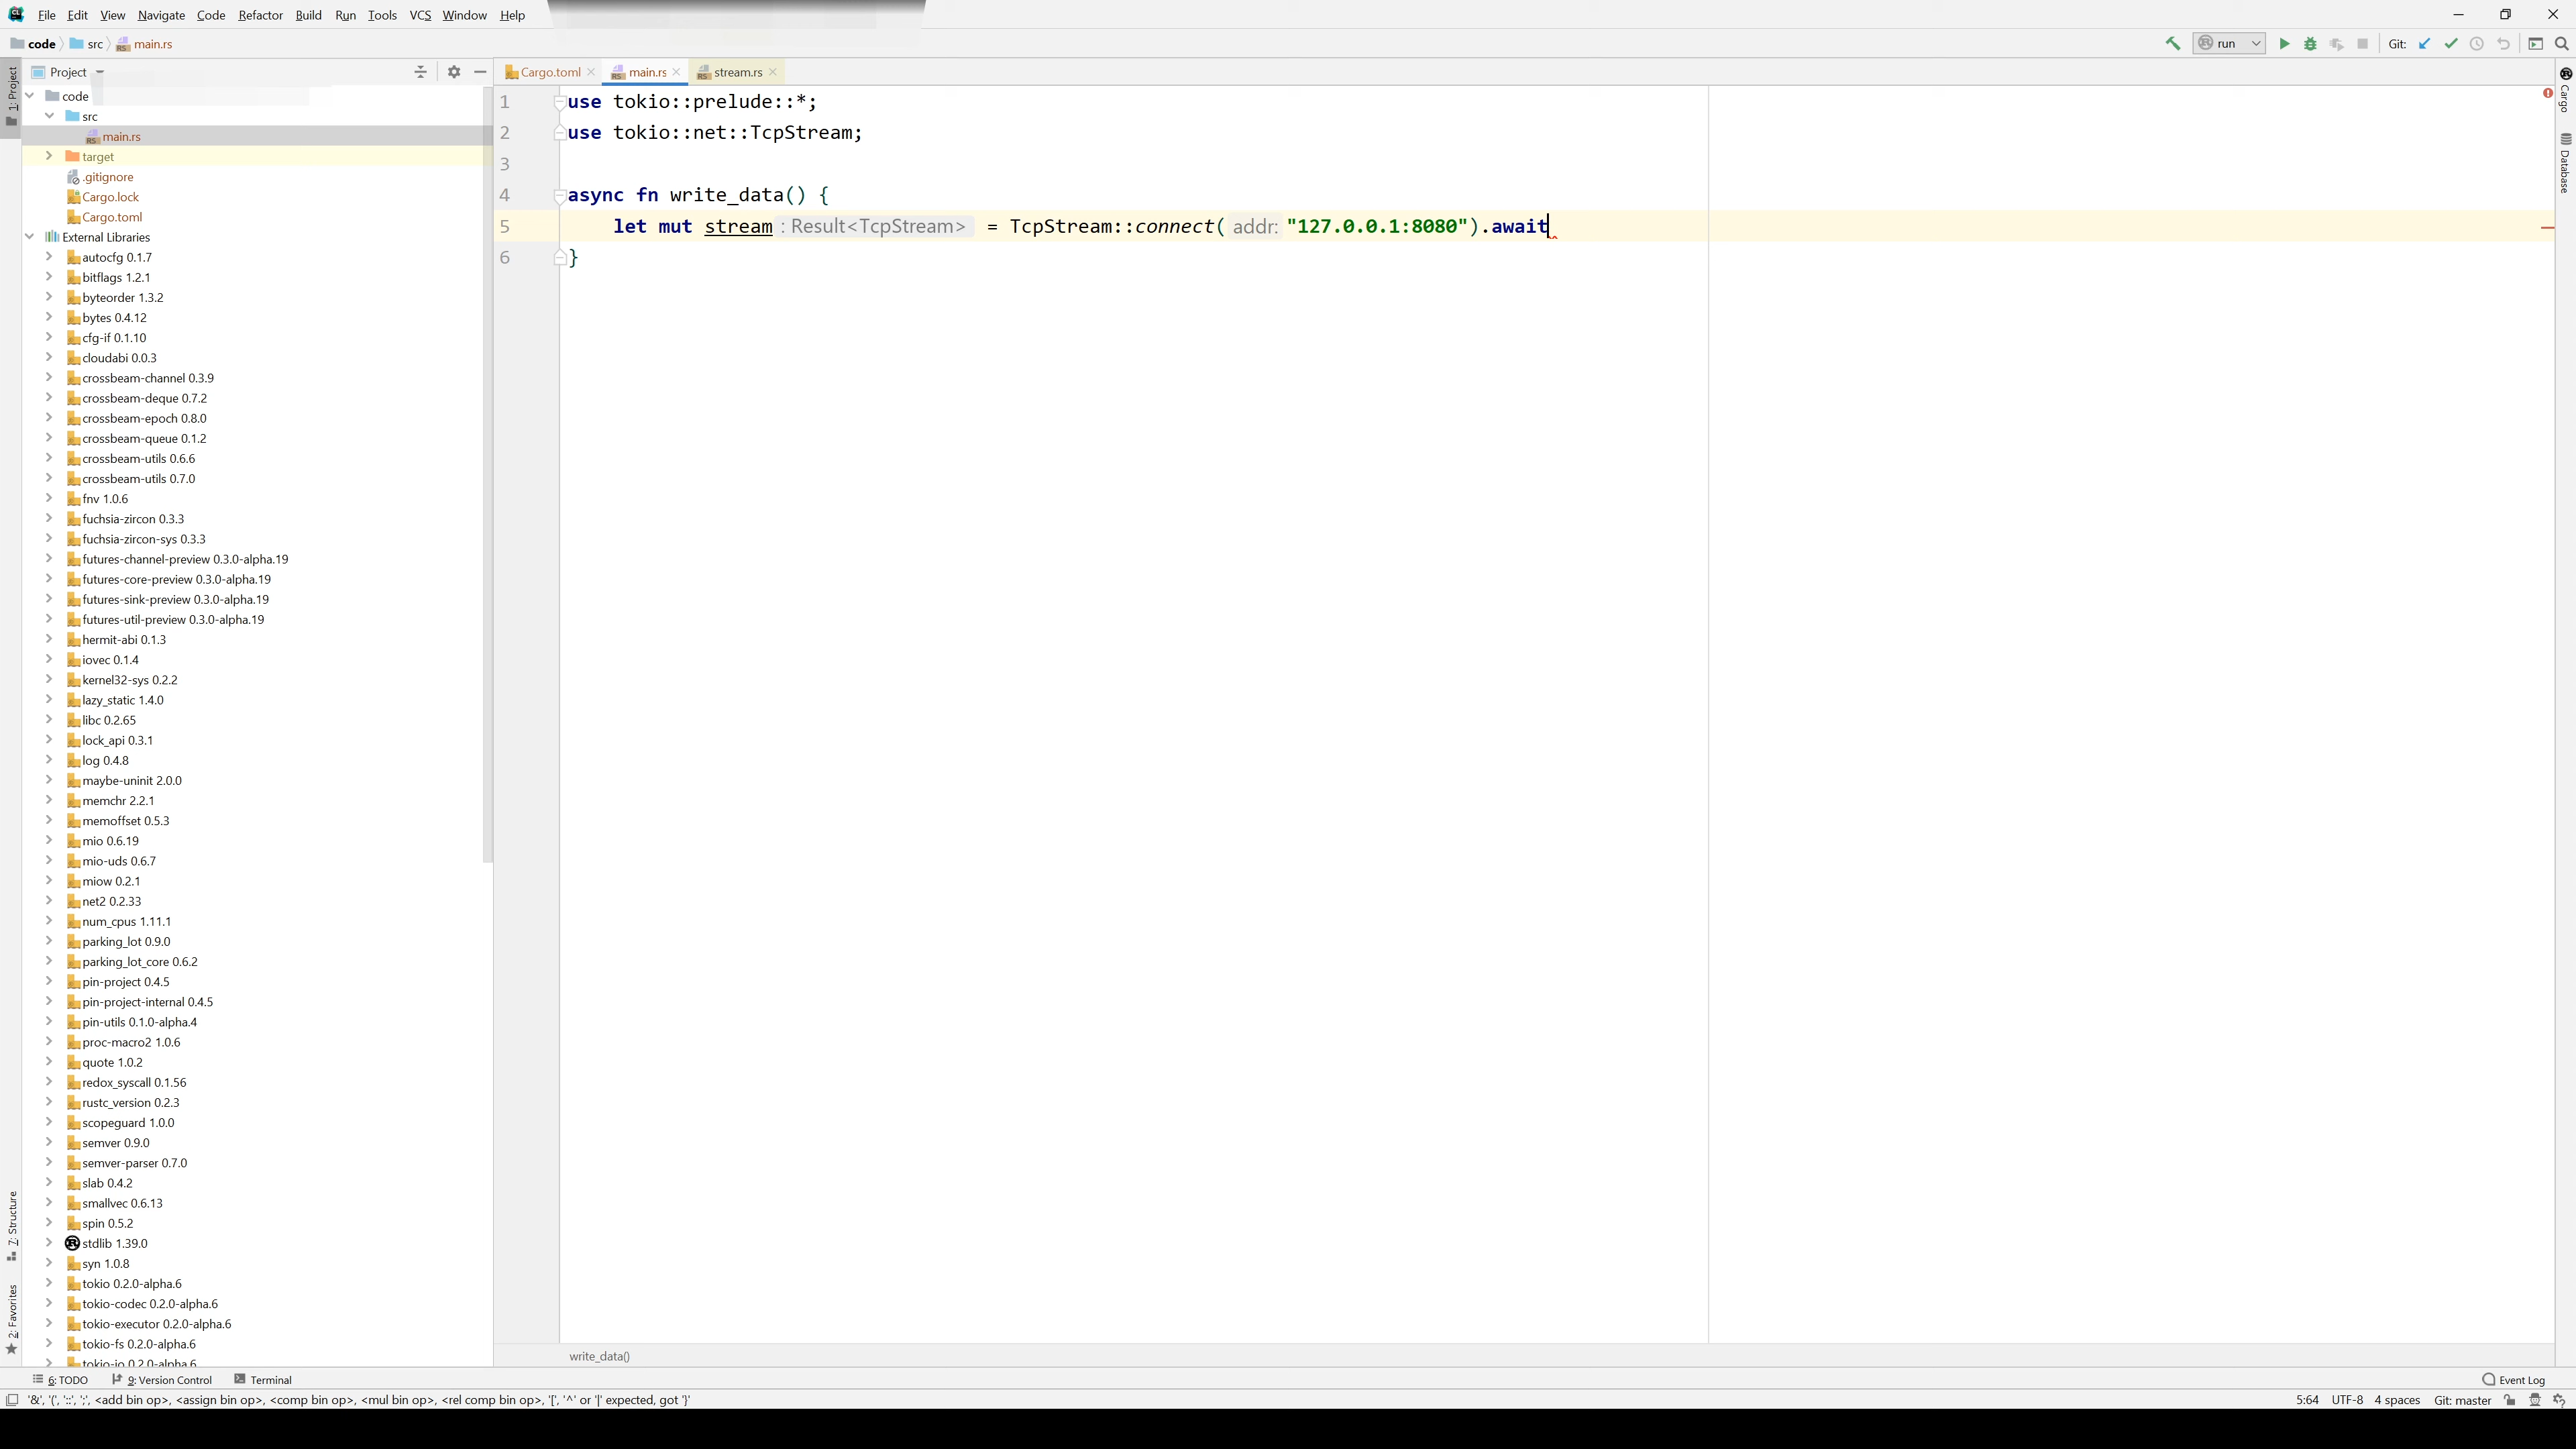 File Edit View Navigate Code Refactor Build Run Tools VCS Window Help
code src main.rs run Git:
Project
Cargo.toml main.rs stream.rs
1: Project
7: Structure
2: Favorites
Cargo
Database
code
src
main.rs
target
.gitignore
Cargo.lock
Cargo.toml
External Libraries
autocfg 0.1.7
bitflags 1.2.1
byteorder 1.3.2
bytes 0.4.12
cfg-if 0.1.10
cloudabi 0.0.3
crossbeam-channel 0.3.9
crossbeam-deque 0.7.2
crossbeam-epoch 0.8.0
crossbeam-queue 0.1.2
crossbeam-utils 0.6.6
crossbeam-utils 0.7.0
fnv 1.0.6
fuchsia-zircon 0.3.3
fuchsia-zircon-sys 0.3.3
futures-channel-preview 0.3.0-alpha.19
futures-core-preview 0.3.0-alpha.19
futures-sink-preview 0.3.0-alpha.19
futures-util-preview 0.3.0-alpha.19
hermit-abi 0.1.3
iovec 0.1.4
kernel32-sys 0.2.2
lazy_static 1.4.0
libc 0.2.65
lock_api 0.3.1
log 0.4.8
maybe-uninit 2.0.0
memchr 2.2.1
memoffset 0.5.3
mio 0.6.19
mio-uds 0.6.7
miow 0.2.1
net2 0.2.33
num_cpus 1.11.1
parking_lot 0.9.0
parking_lot_core 0.6.2
pin-project 0.4.5
pin-project-internal 0.4.5
pin-utils 0.1.0-alpha.4
proc-macro2 1.0.6
quote 1.0.2
redox_syscall 0.1.56
rustc_version 0.2.3
scopeguard 1.0.0
semver 0.9.0
semver-parser 0.7.0
slab 0.4.2
smallvec 0.6.13
spin 0.5.2
stdlib 1.39.0
syn 1.0.8
tokio 0.2.0-alpha.6
tokio-codec 0.2.0-alpha.6
tokio-executor 0.2.0-alpha.6
tokio-fs 0.2.0-alpha.6
tokio-io 0.2.0-alpha.6
1 use tokio::prelude::*;
2 use tokio::net::TcpStream;
3
4 async fn write_data() {
5 let mut stream: Result<TcpStream> = TcpStream::connect( addr: "127.0.0.1:8080").await
6 }
write_data()
6: TODO 9: Version Control Terminal Event Log
'&', '(', '::', ';', <add bin op>, <assign bin op>, <comp bin op>, <mul bin op>, <rel comp bin op>, '[', '^' or '|' expected, got '}' 5:64 UTF-8 4 spaces Git: master